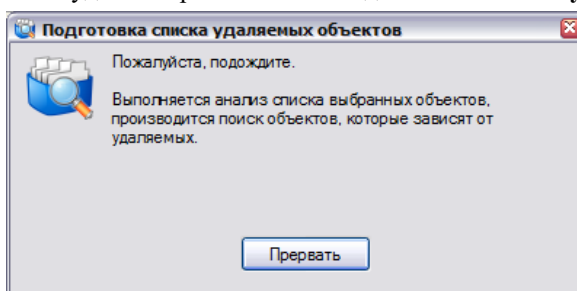 Подготовка списка удаляемых объектов
Пожалуйста, подождите.
Выполняется анализ списка выбранных объектов,
производится поиск объектов, которые зависят от
удаляемых.
Прервать